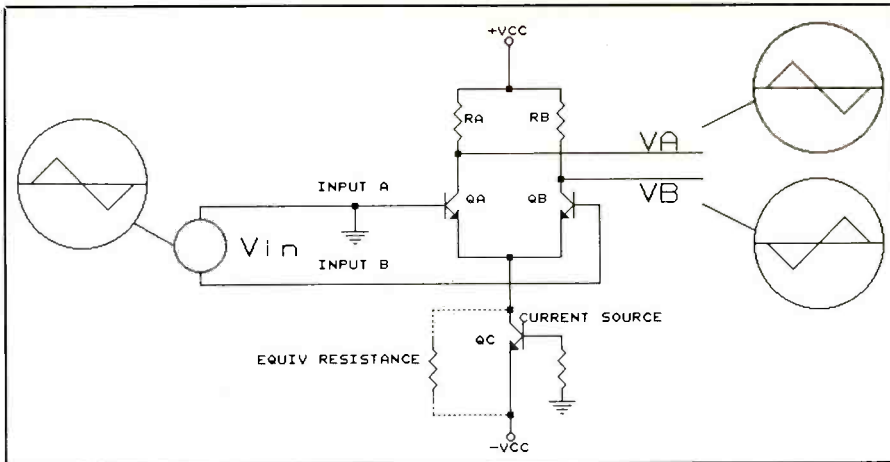 +VCC
RA
RB
VA
INPUT A
QA
QB
VB
Vin
INPUT B
CURRENT SOURCE
QC
EQUIV RESISTANCE
-VCC